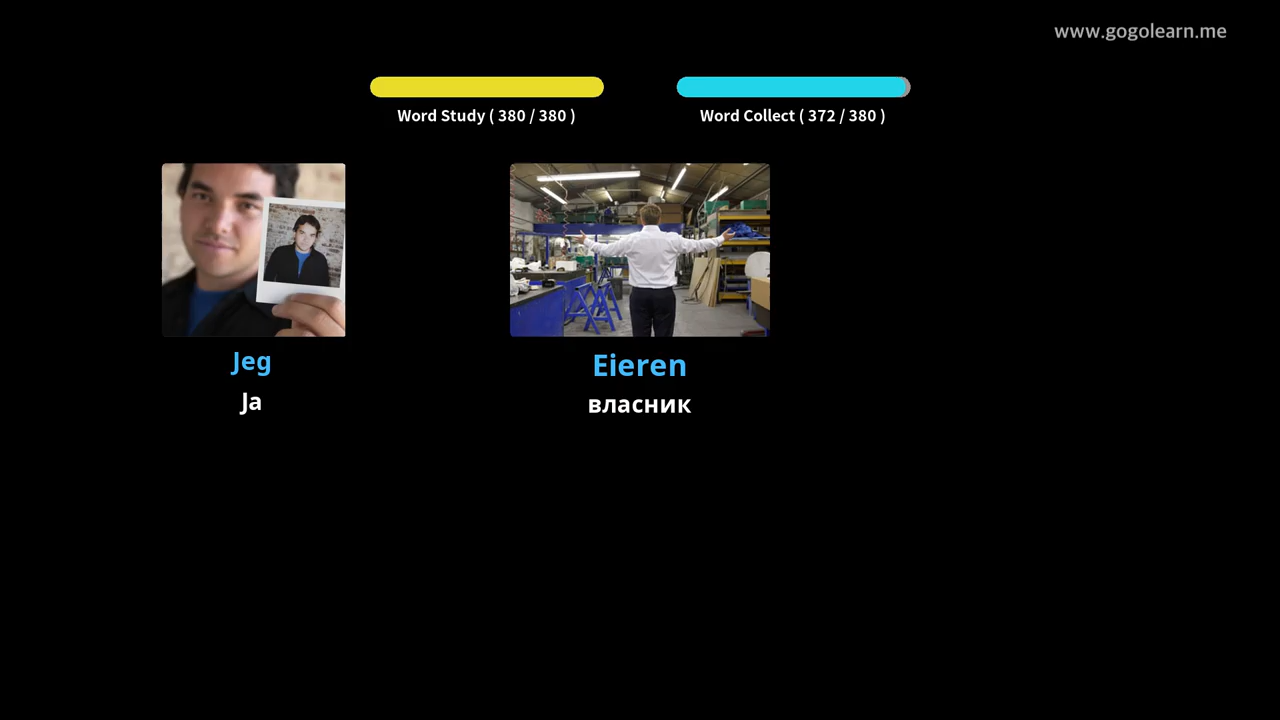 www.gogolearn.me
Word Study ( 380 / 380 )
Word Collect ( 372 / 380 )
Jeg
Ja
Eieren
власник